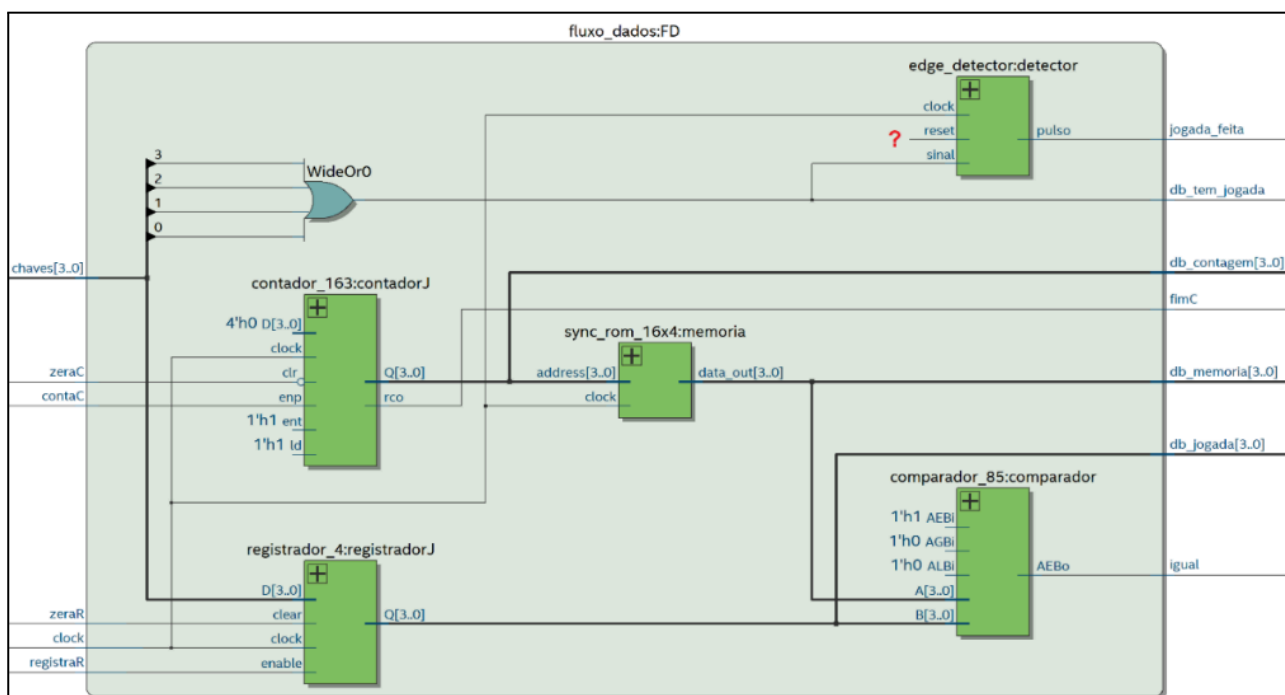 fluxo_dados:FD
edge_detector:detector
clock
reset
?
sinal
pulso
jogada_feita
3
2
1
0
WideOr0
db_tem_jogada
chaves[3..0]
db_contagem[3..0]
contador_163:contadorJ
fimC
4'h0 D[3..0]
clock
zeraC
clr
contaC
enp
1'h1 ent
1'h1 ld
Q[3..0]
rco
sync_rom_16x4:memoria
address[3..0]
clock
data_out[3..0]
db_memoria[3..0]
db_jogada[3..0]
comparador_85:comparador
1'h1 AEBi
1'h0 AGBi
1'h0 ALBi
A[3..0]
B[3..0]
AEBo
igual
registrador_4:registradorJ
D[3..0]
zeraR
clear
clock
clock
registraR
enable
Q[3..0]